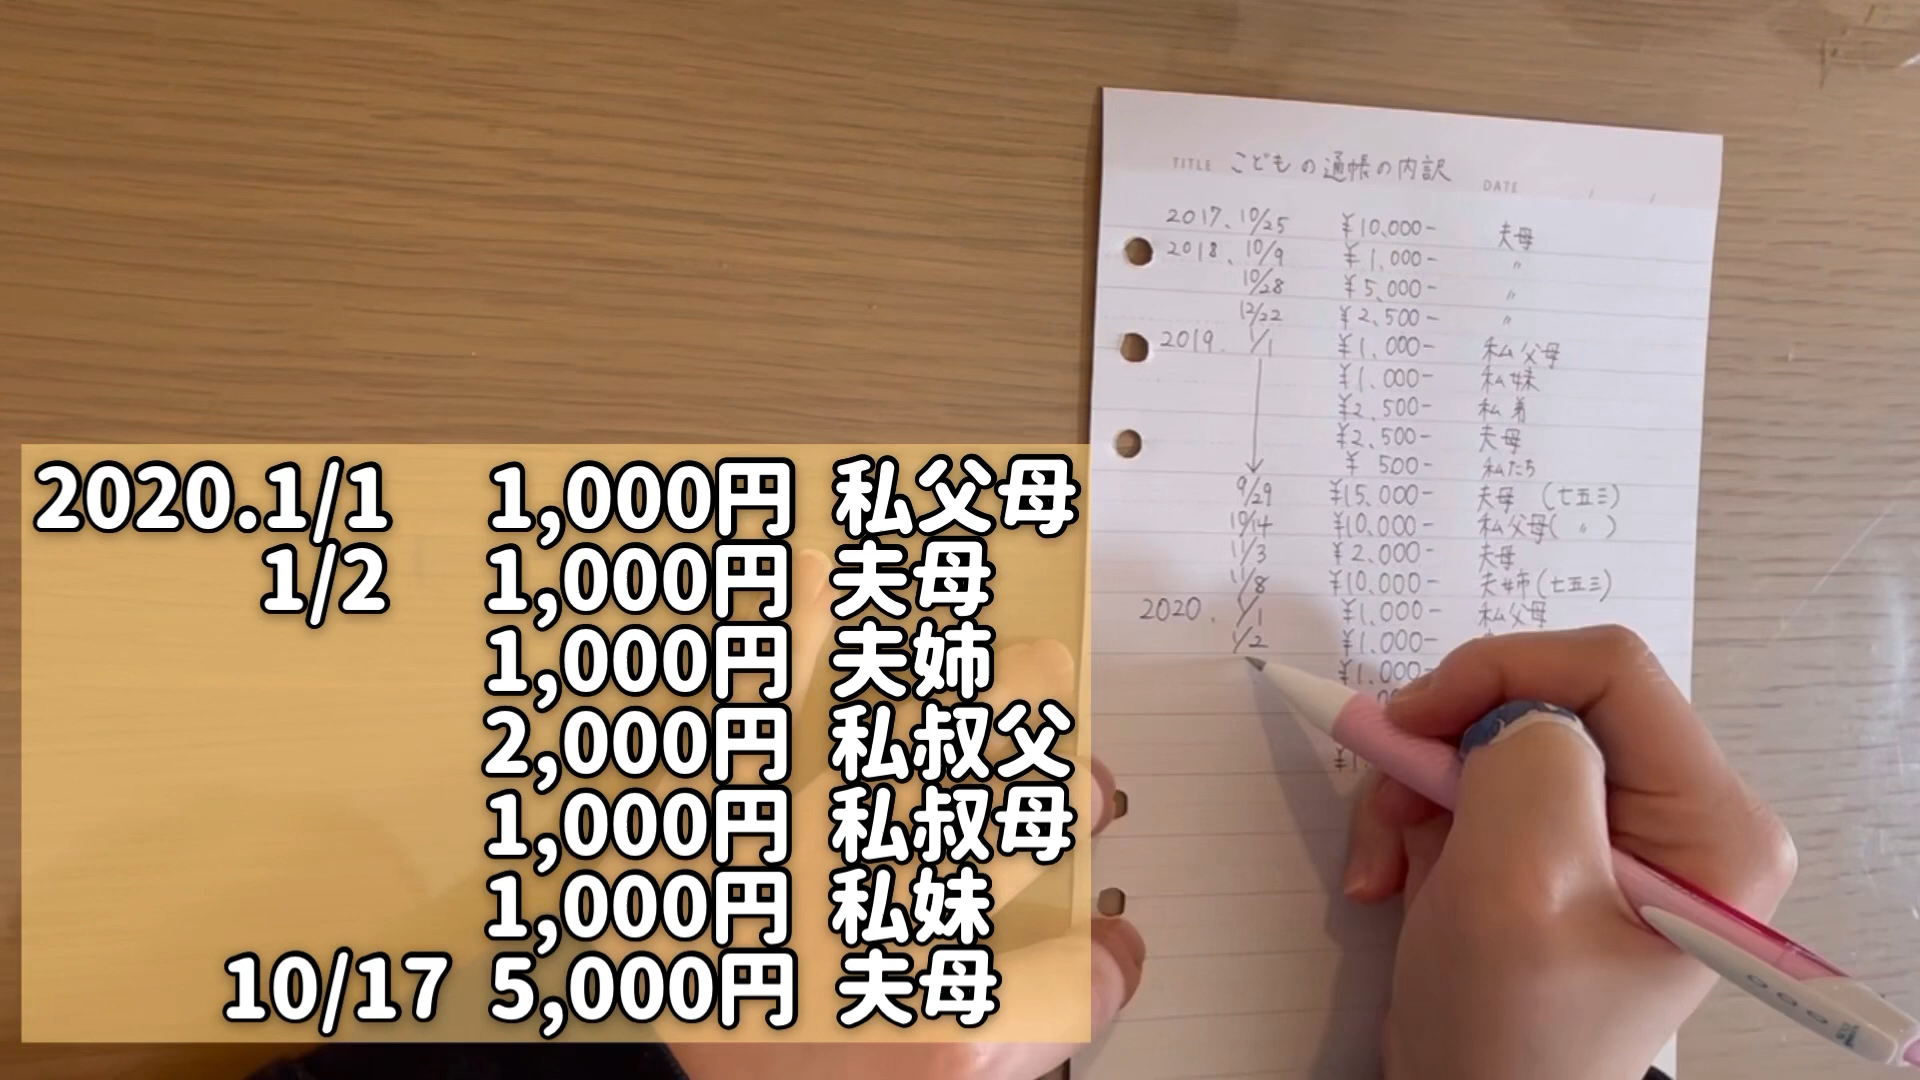 TITLE こどもの通帳の内訳 DATE
2017.10/25 ¥10,000- 夫母
2018.10/9 ¥1,000- 〃
10/28 ¥5,000- 〃
12/22 ¥2,500- 〃
2019. 1/1 ¥1,000- 私父母
¥1,000- 私妹
¥2,500- 私弟
¥2,500- 夫母
¥500- 私たち
9/29 ¥15,000- 夫母 (七五三)
10/14 ¥10,000- 私父母(〃)
11/3 ¥2,000- 夫母
11/8 ¥10,000- 夫姉(七五三)
2020. 1/1 ¥1,000- 私父母
1/2 ¥1,000-
¥1,000-
2020.1/1 1,000円 私父母
1/2 1,000円 夫母
1,000円 夫姉
2,000円 私叔父
1,000円 私叔母
1,000円 私妹
10/17 5,000円 夫母